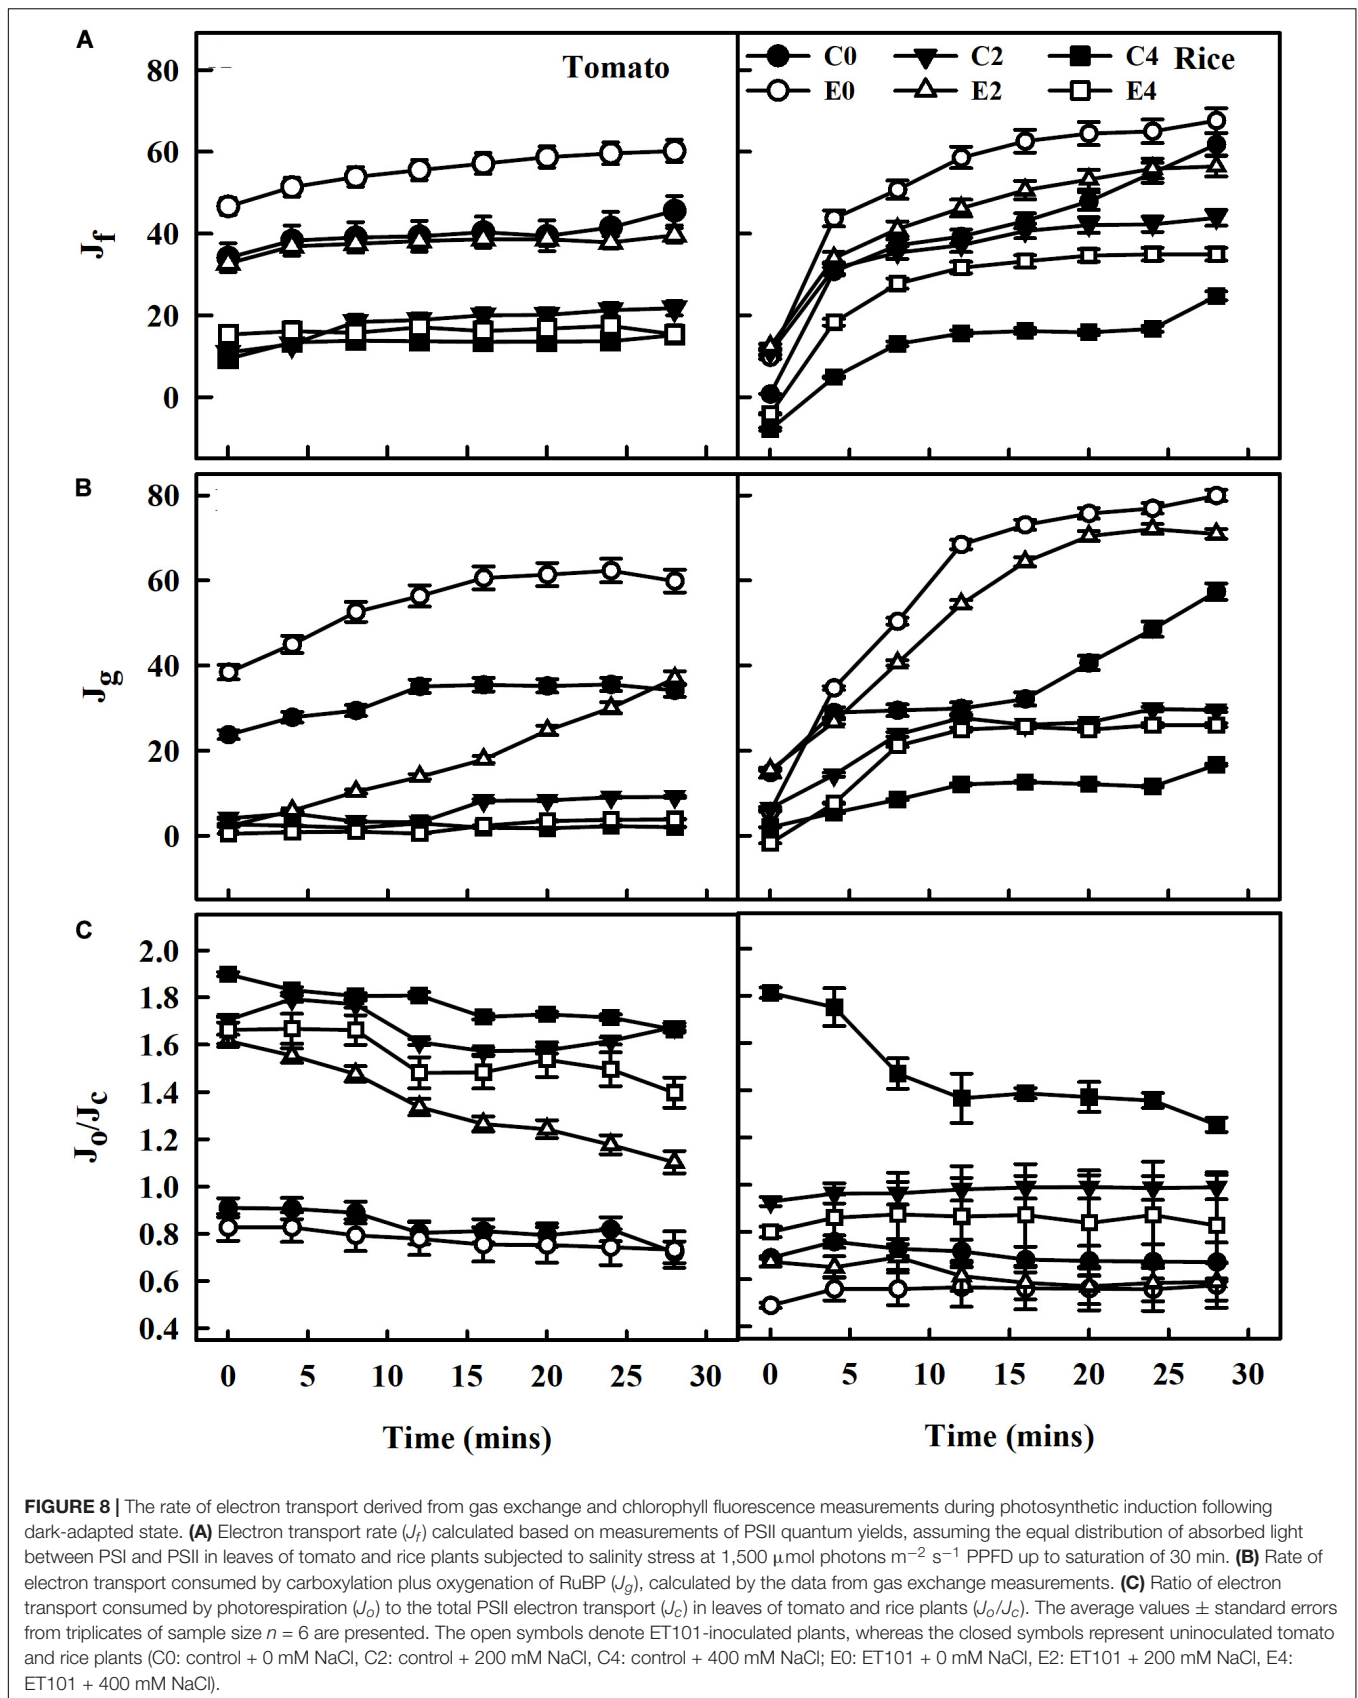 A
Tomato
C0 C2 C4 Rice
E0 E2 E4
80
60
40
20
0
Jf
B
80
60
40
20
0
Jg
C
2.0
1.8
1.6
1.4
1.2
1.0
0.8
0.6
0.4
Jo/Jc
0 5 10 15 20 25 30 0 5 10 15 20 25 30
Time (mins) Time (mins)
FIGURE 8 | The rate of electron transport derived from gas exchange and chlorophyll fluorescence measurements during photosynthetic induction following
dark-adapted state. (A) Electron transport rate (Jf) calculated based on measurements of PSII quantum yields, assuming the equal distribution of absorbed light
between PSI and PSII in leaves of tomato and rice plants subjected to salinity stress at 1,500 μmol photons m−2 s−1 PPFD up to saturation of 30 min. (B) Rate of
electron transport consumed by carboxylation plus oxygenation of RuBP (Jg), calculated by the data from gas exchange measurements. (C) Ratio of electron
transport consumed by photorespiration (Jo) to the total PSII electron transport (Jc) in leaves of tomato and rice plants (Jo/Jc). The average values ± standard errors
from triplicates of sample size n = 6 are presented. The open symbols denote ET101-inoculated plants, whereas the closed symbols represent uninoculated tomato
and rice plants (C0: control + 0 mM NaCl, C2: control + 200 mM NaCl, C4: control + 400 mM NaCl; E0: ET101 + 0 mM NaCl, E2: ET101 + 200 mM NaCl, E4:
ET101 + 400 mM NaCl).